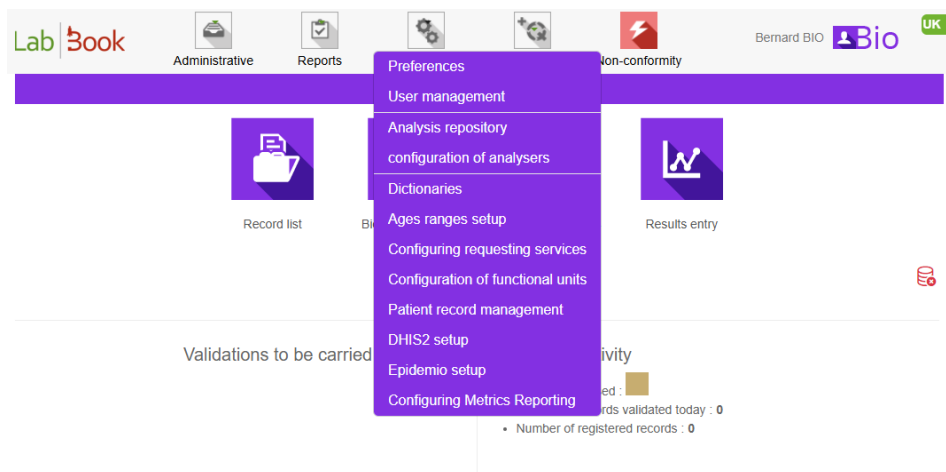 Lab Book
Administrative
Reports
Non-conformity
Bernard BIO
Bio
UK
Preferences
User management
Analysis repository
configuration of analysers
Dictionaries
Ages ranges setup
Configuring requesting services
Configuration of functional units
Patient record management
DHIS2 setup
Epidemio setup
Configuring Metrics Reporting
Record list
Results entry
Validations to be carried
rds validated today : 0
Number of registered records : 0